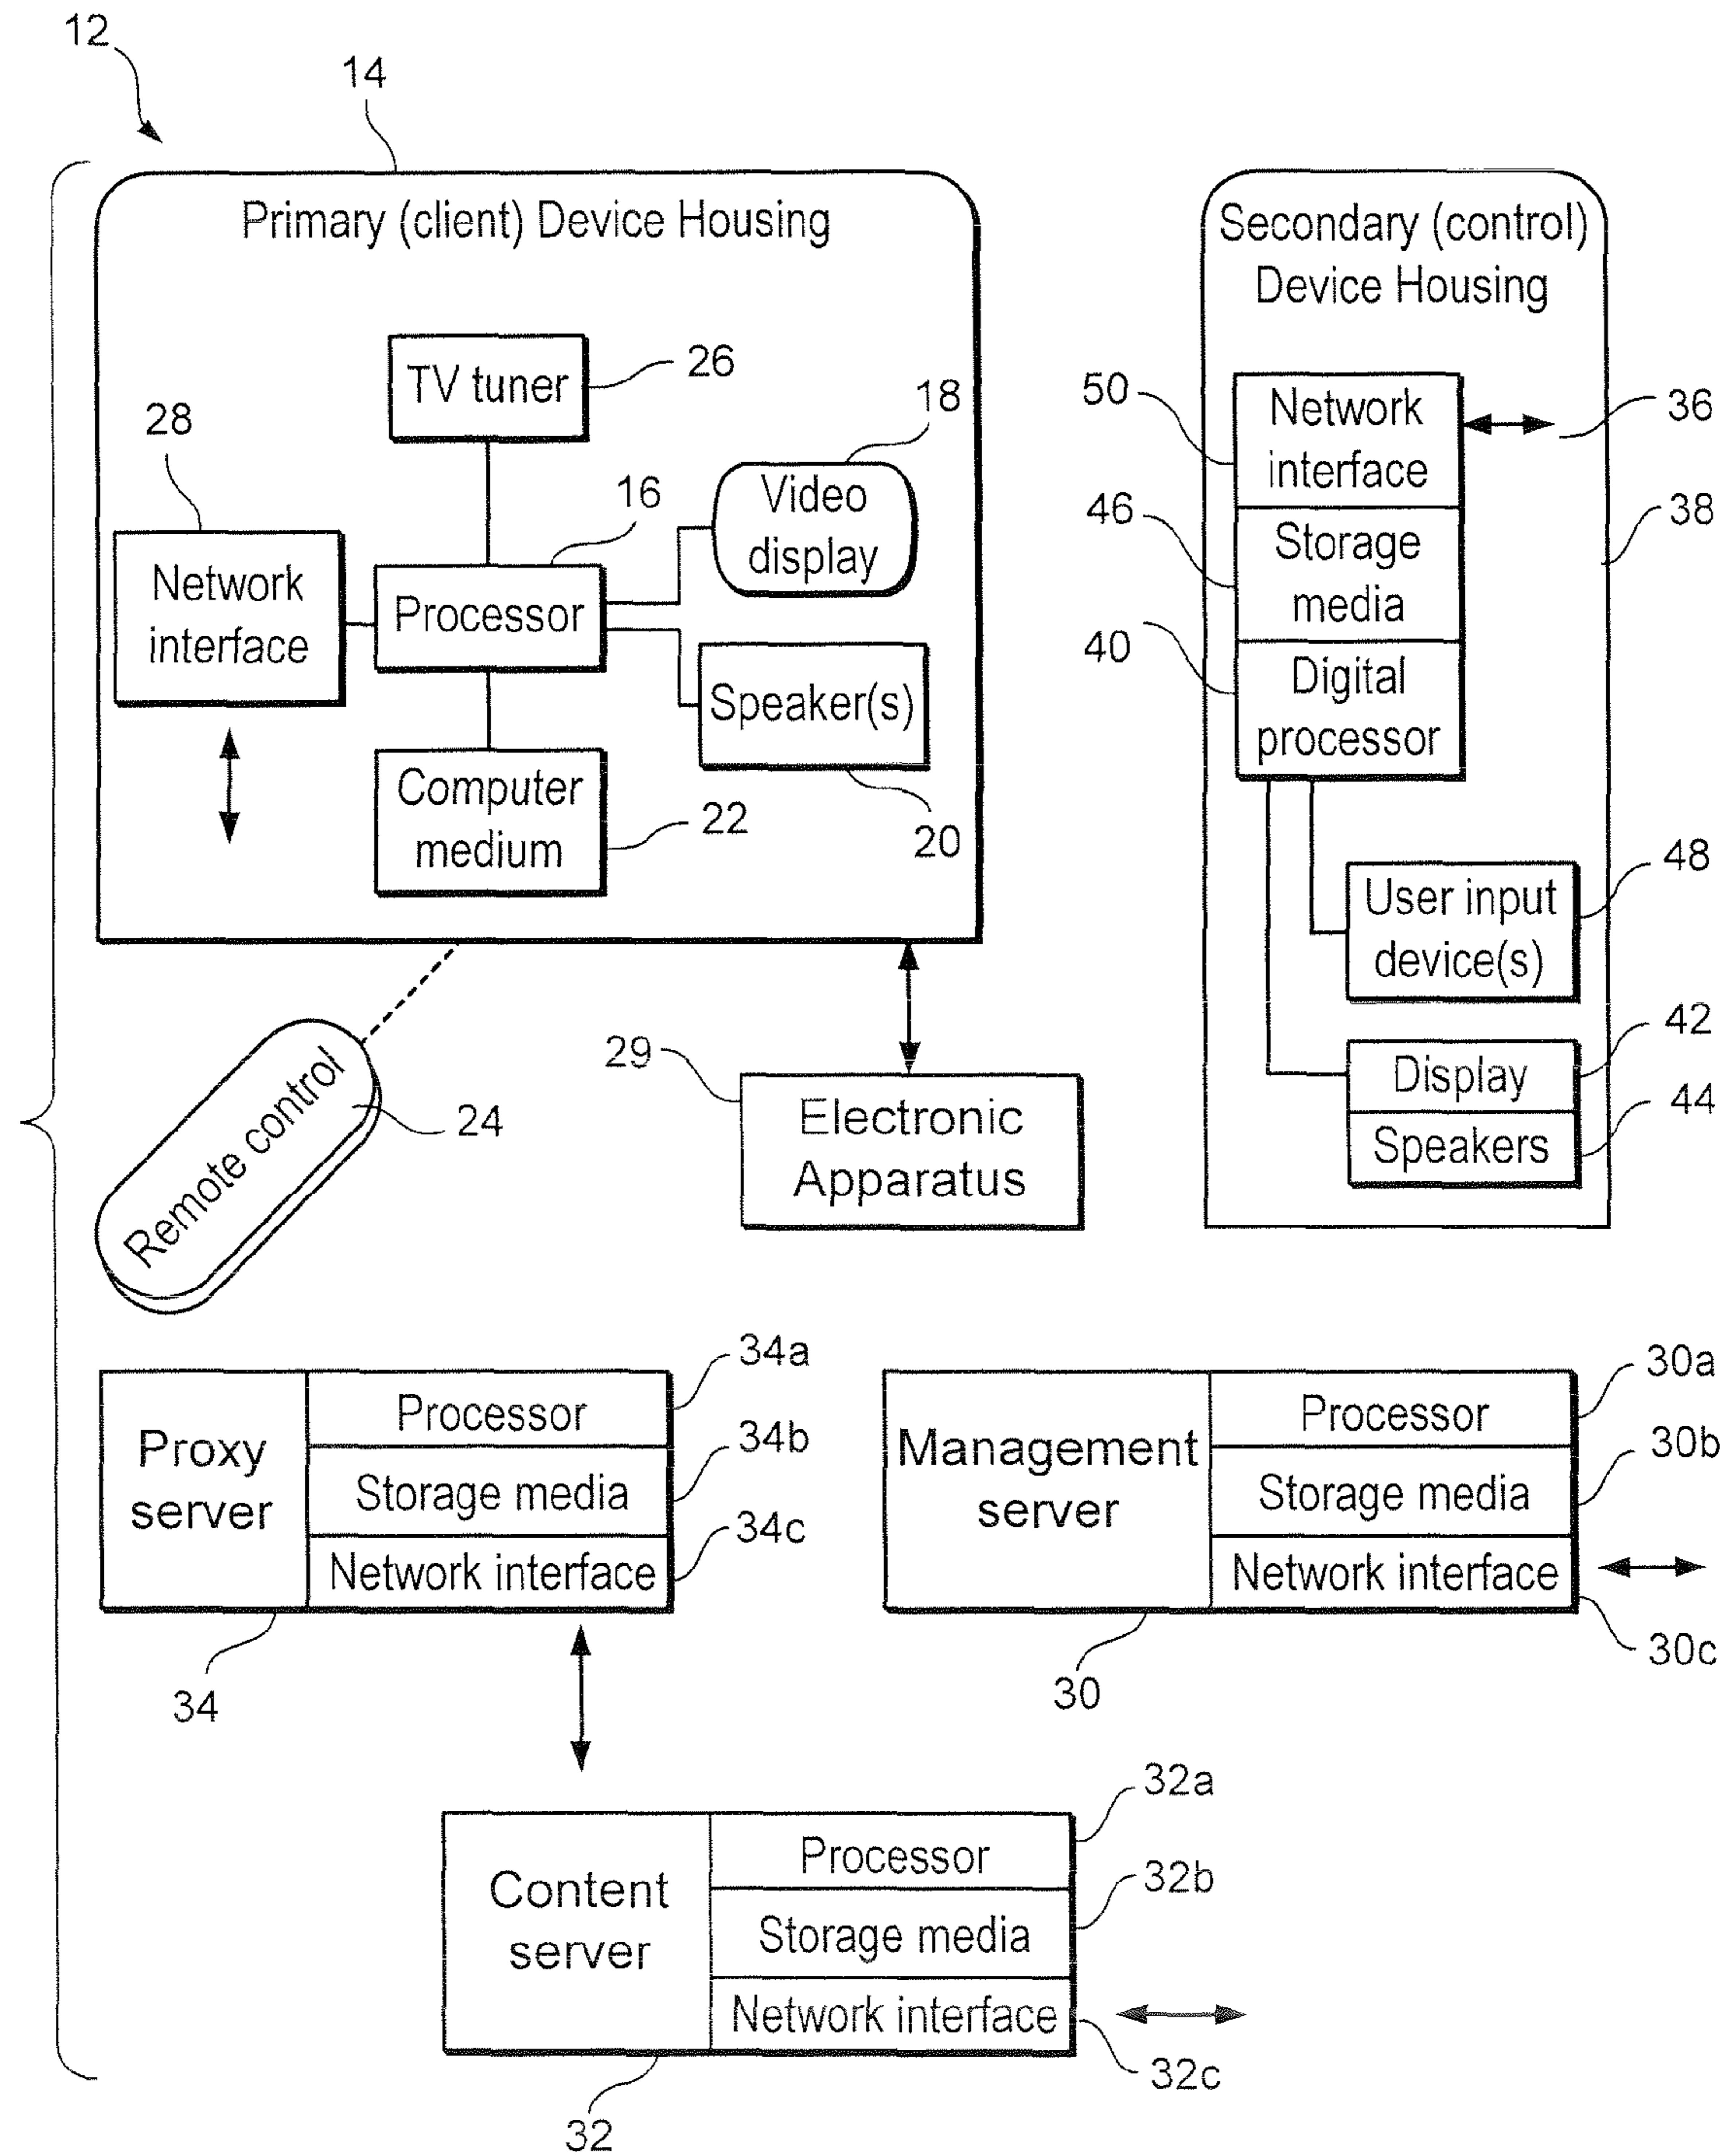 12
14
Primary (client) Device Housing
TV tuner
26
18
28
16
Video
display
Network
interface
Processor
Speaker(s)
Computer
medium
22
20
Remote control
24
29
Electronic
Apparatus
Secondary (control)
Device Housing
50
Network
interface
36
46
Storage
media
38
40
Digital
processor
User input
device(s)
48
42
Display
44
Speakers
Proxy
server
Processor
34a
Storage media
34b
Network interface
34c
34
Management
server
Processor
30a
Storage media
30b
Network interface
30c
30
Content
server
Processor
32a
Storage media
32b
Network interface
32c
32